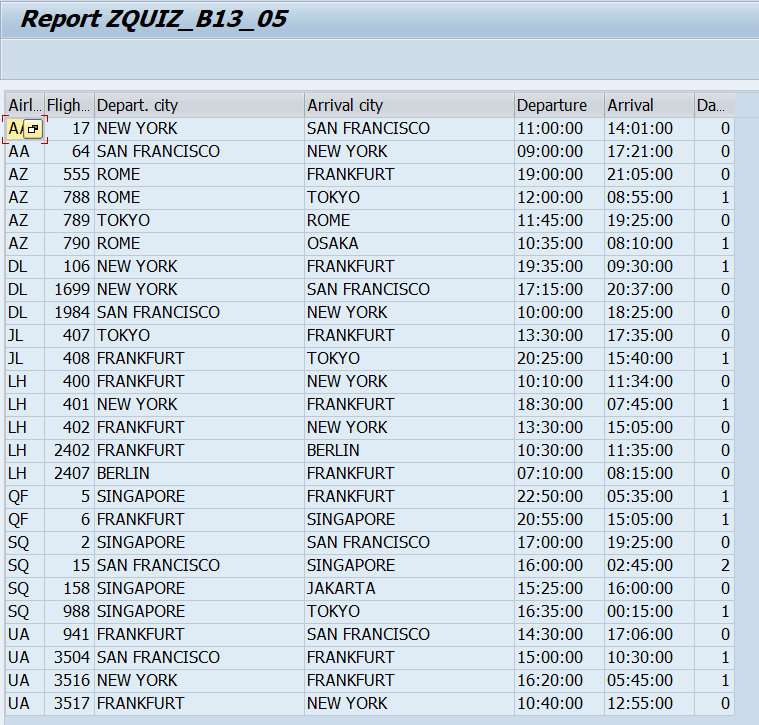 Report ZQUIZ_B13_05
Airl... Fligh... Depart. city Arrival city Departure Arrival Da...
AA 17 NEW YORK SAN FRANCISCO 11:00:00 14:01:00 0
AA 64 SAN FRANCISCO NEW YORK 09:00:00 17:21:00 0
AZ 555 ROME FRANKFURT 19:00:00 21:05:00 0
AZ 788 ROME TOKYO 12:00:00 08:55:00 1
AZ 789 TOKYO ROME 11:45:00 19:25:00 0
AZ 790 ROME OSAKA 10:35:00 08:10:00 1
DL 106 NEW YORK FRANKFURT 19:35:00 09:30:00 1
DL 1699 NEW YORK SAN FRANCISCO 17:15:00 20:37:00 0
DL 1984 SAN FRANCISCO NEW YORK 10:00:00 18:25:00 0
JL 407 TOKYO FRANKFURT 13:30:00 17:35:00 0
JL 408 FRANKFURT TOKYO 20:25:00 15:40:00 1
LH 400 FRANKFURT NEW YORK 10:10:00 11:34:00 0
LH 401 NEW YORK FRANKFURT 18:30:00 07:45:00 1
LH 402 FRANKFURT NEW YORK 13:30:00 15:05:00 0
LH 2402 FRANKFURT BERLIN 10:30:00 11:35:00 0
LH 2407 BERLIN FRANKFURT 07:10:00 08:15:00 0
QF 5 SINGAPORE FRANKFURT 22:50:00 05:35:00 1
QF 6 FRANKFURT SINGAPORE 20:55:00 15:05:00 1
SQ 2 SINGAPORE SAN FRANCISCO 17:00:00 19:25:00 0
SQ 15 SAN FRANCISCO SINGAPORE 16:00:00 02:45:00 2
SQ 158 SINGAPORE JAKARTA 15:25:00 16:00:00 0
SQ 988 SINGAPORE TOKYO 16:35:00 00:15:00 1
UA 941 FRANKFURT SAN FRANCISCO 14:30:00 17:06:00 0
UA 3504 SAN FRANCISCO FRANKFURT 15:00:00 10:30:00 1
UA 3516 NEW YORK FRANKFURT 16:20:00 05:45:00 1
UA 3517 FRANKFURT NEW YORK 10:40:00 12:55:00 0